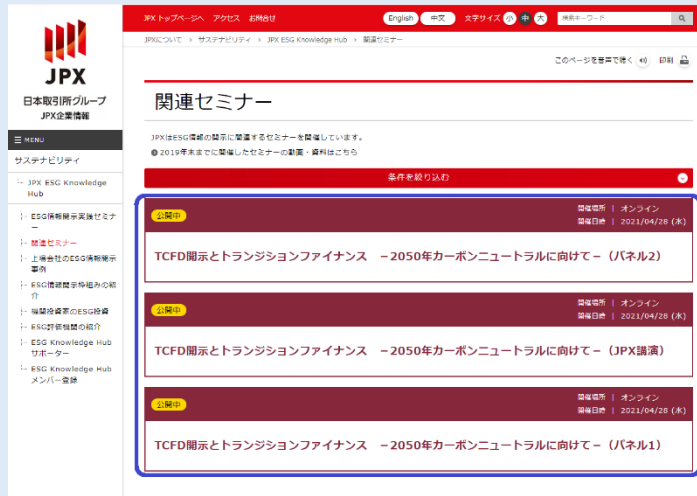 JPX トップページへ アクセス お問合せ
English 中文 文字サイズ 小 中 大 検索キーワード
JPXについて > サステナビリティ > JPX ESG Knowledge Hub > 関連セミナー
このページを音声で聴く 印刷
JPX
日本取引所グループ
JPX企業情報
MENU
サステナビリティ
JPX ESG Knowledge
Hub
ESG情報開示実践セミナ
ー
関連セミナー
上場会社のESG情報開示
事例
ESG情報開示枠組みの紹
介
機関投資家のESG投資
ESG評価機関の紹介
ESG Knowledge Hub
サポーター
ESG Knowledge Hub
メンバー登録
関連セミナー
JPXはESG情報の開示に関連するセミナーを開催しています。
2019年末までに開催したセミナーの動画・資料はこちら
条件を絞り込む
公開中
開催場所 | オンライン
開催日時 | 2021/04/28 (水)
TCFD開示とトランジションファイナンス －2050年カーボンニュートラルに向けて－（パネル2）
公開中
開催場所 | オンライン
開催日時 | 2021/04/28 (水)
TCFD開示とトランジションファイナンス －2050年カーボンニュートラルに向けて－（JPX講演）
公開中
開催場所 | オンライン
開催日時 | 2021/04/28 (水)
TCFD開示とトランジションファイナンス －2050年カーボンニュートラルに向けて－（パネル1）